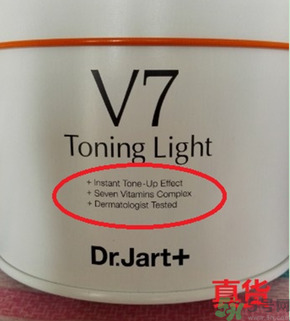 V7
Toning Light
+ Instant Tone-Up Effect
+ Seven Vitamins Complex
+ Dermatologist Tested
Dr.Jart+
真货